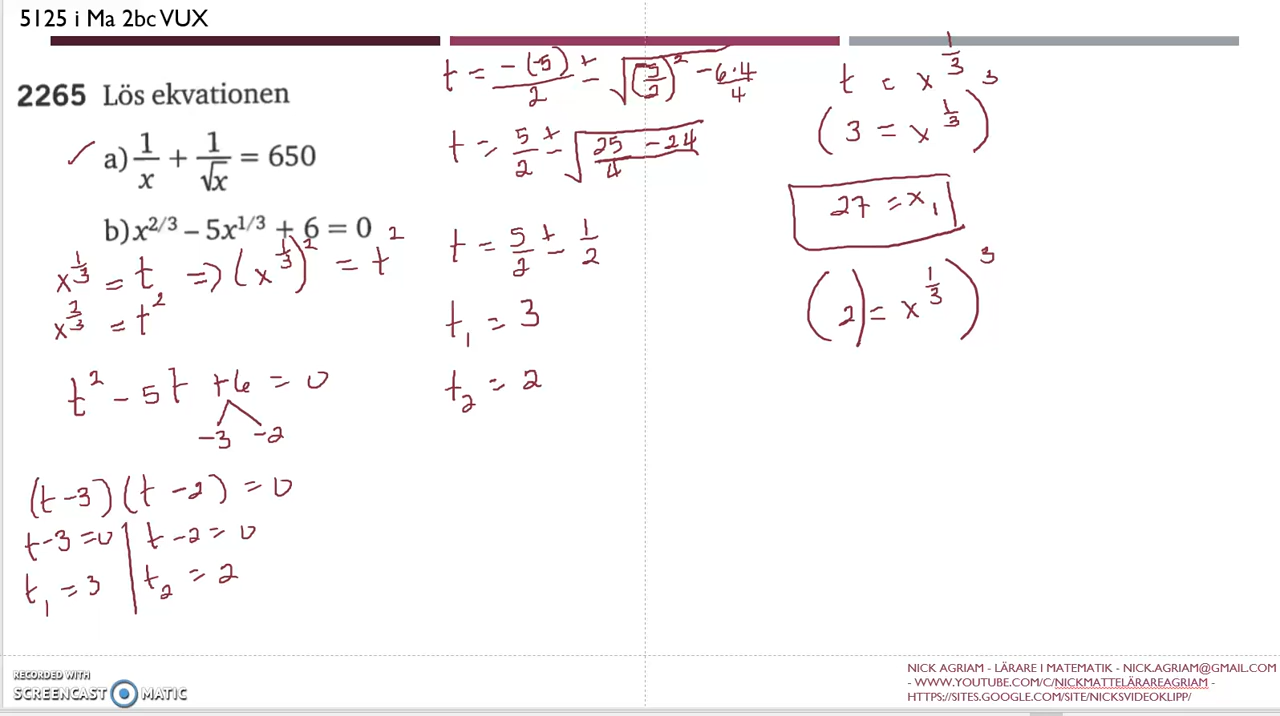 5125 i Ma 2bc VUX
2265 Lös ekvationen
a) 1/x + 1/√x = 650
b) x^2/3 – 5x^1/3 + 6 = 0
x^1/3 = t => (x^1/3)^2 = t^2
x^2/3 = t^2
t^2 - 5t + 6 = 0
-3 -2
(t-3)(t-2) = 0
t-3=0 | t-2=0
t₁ = 3 | t₂ = 2
t = -(-5)/2 ± √((5/2)^2 - 6·4/4)
t = 5/2 ± √(25-24/4)
t = 5/2 ± 1/2
t₁ = 3
t₂ = 2
t = x^1/3
(3 = x^1/3)^3
27 = x₁
(2 = x^1/3)^3
RECORDED WITH
SCREENCAST MATIC
NICK AGRIAM - LÄRARE I MATEMATIK - NICK.AGRIAM@GMAIL.COM
- WWW.YOUTUBE.COM/C/NICKMATTELÄRAREAGRIAM -
HTTPS://SITES.GOOGLE.COM/SITE/NICKSVIDEOKLIPP/